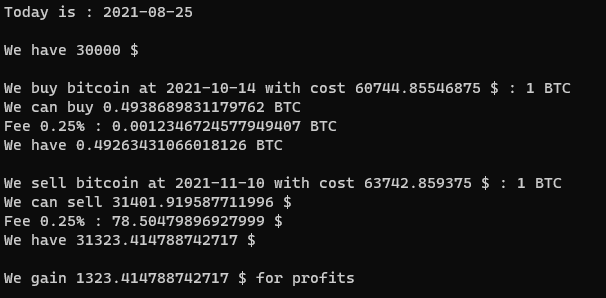 Today is : 2021-08-25
We have 30000 $
We buy bitcoin at 2021-10-14 with cost 60744.85546875 $ : 1 BTC
We can buy 0.4938689831179762 BTC
Fee 0.25% : 0.0012346724577949407 BTC
We have 0.49263431066018126 BTC
We sell bitcoin at 2021-11-10 with cost 63742.859375 $ : 1 BTC
We can sell 31401.919587711996 $
Fee 0.25% : 78.50479896927999 $
We have 31323.414788742717 $
We gain 1323.414788742717 $ for profits